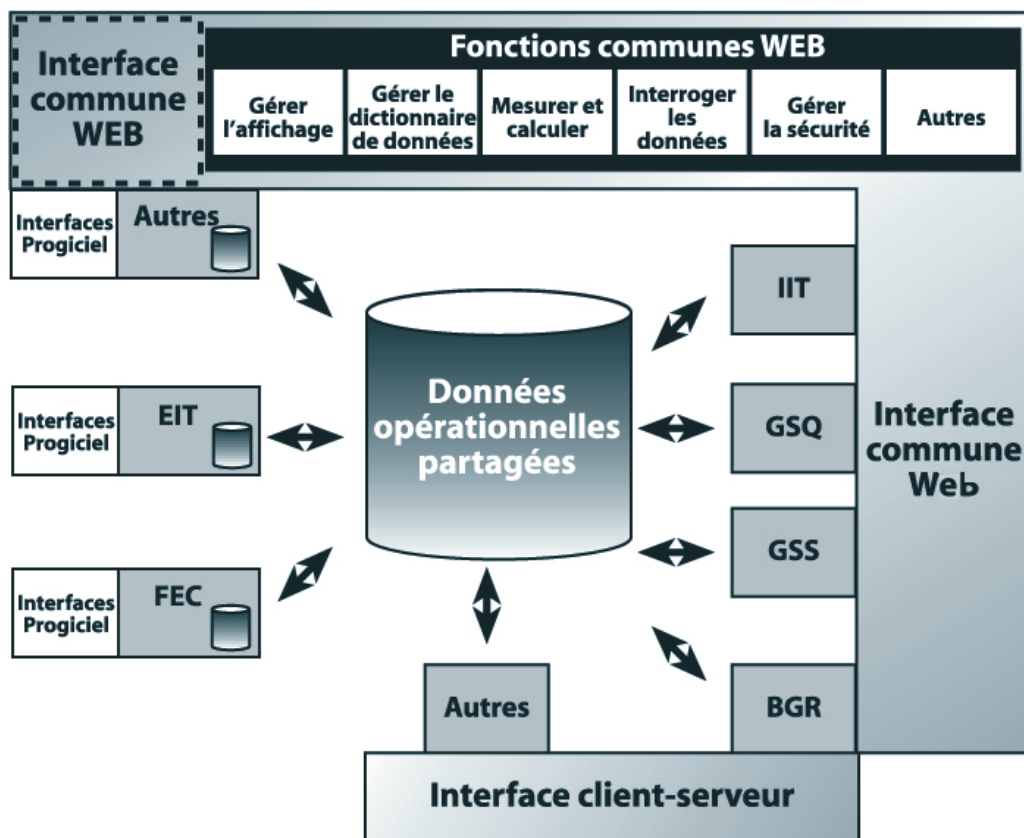 Interface
commune
WEB
Fonctions communes WEB
Gérer
l'affichage
Gérer le
dictionnaire
de données
Mesurer et
calculer
Interroger
les
données
Gérer
la sécurité
Autres
Interfaces
Progiciel
Autres
IIT
Interfaces
Progiciel
EIT
Données
opérationnelles
partagées
GSQ
Interface
commune
Web
GSS
Interfaces
Progiciel
FEC
Autres
BGR
Interface client-serveur